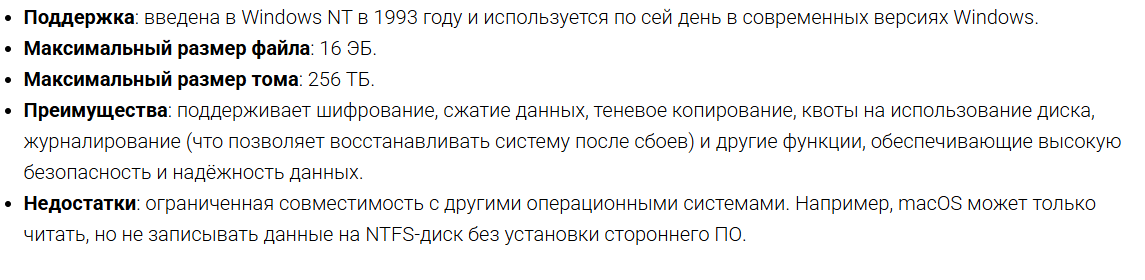 • Поддержка: введена в Windows NT в 1993 году и используется по сей день в современных версиях Windows.
• Максимальный размер файла: 16 ЭБ.
• Максимальный размер тома: 256 ТБ.
• Преимущества: поддерживает шифрование, сжатие данных, теневое копирование, квоты на использование диска,
журналирование (что позволяет восстанавливать систему после сбоев) и другие функции, обеспечивающие высокую
безопасность и надёжность данных.
• Недостатки: ограниченная совместимость с другими операционными системами. Например, macOS может только
читать, но не записывать данные на NTFS-диск без установки стороннего ПО.